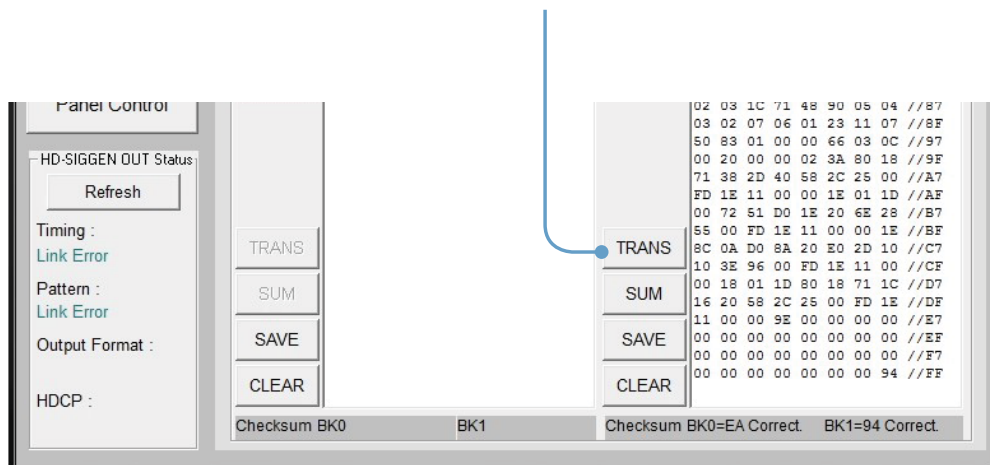 Panel Control
HD-SIGGEN OUT Status
Refresh
Timing :
Link Error
Pattern :
Link Error
Output Format :
HDCP :
TRANS
SUM
SAVE
CLEAR
Checksum BK0 BK1
TRANS
SUM
SAVE
CLEAR
02 03 1C 71 48 90 05 04 //87
03 02 07 06 01 23 11 07 //8F
50 83 01 00 00 66 03 0C //97
00 20 00 00 02 3A 80 18 //9F
71 38 2D 40 58 2C 25 00 //A7
FD 1E 11 00 00 1E 01 1D //AF
00 72 51 D0 1E 20 6E 28 //B7
55 00 FD 1E 11 00 00 1E //BF
8C 0A D0 8A 20 E0 2D 10 //C7
10 3E 96 00 FD 1E 11 00 //CF
00 18 01 1D 80 18 71 1C //D7
16 20 58 2C 25 00 FD 1E //DF
11 00 00 9E 00 00 00 00 //E7
00 00 00 00 00 00 00 00 //EF
00 00 00 00 00 00 00 00 //F7
00 00 00 00 00 00 00 94 //FF
Checksum BK0=EA Correct. BK1=94 Correct.